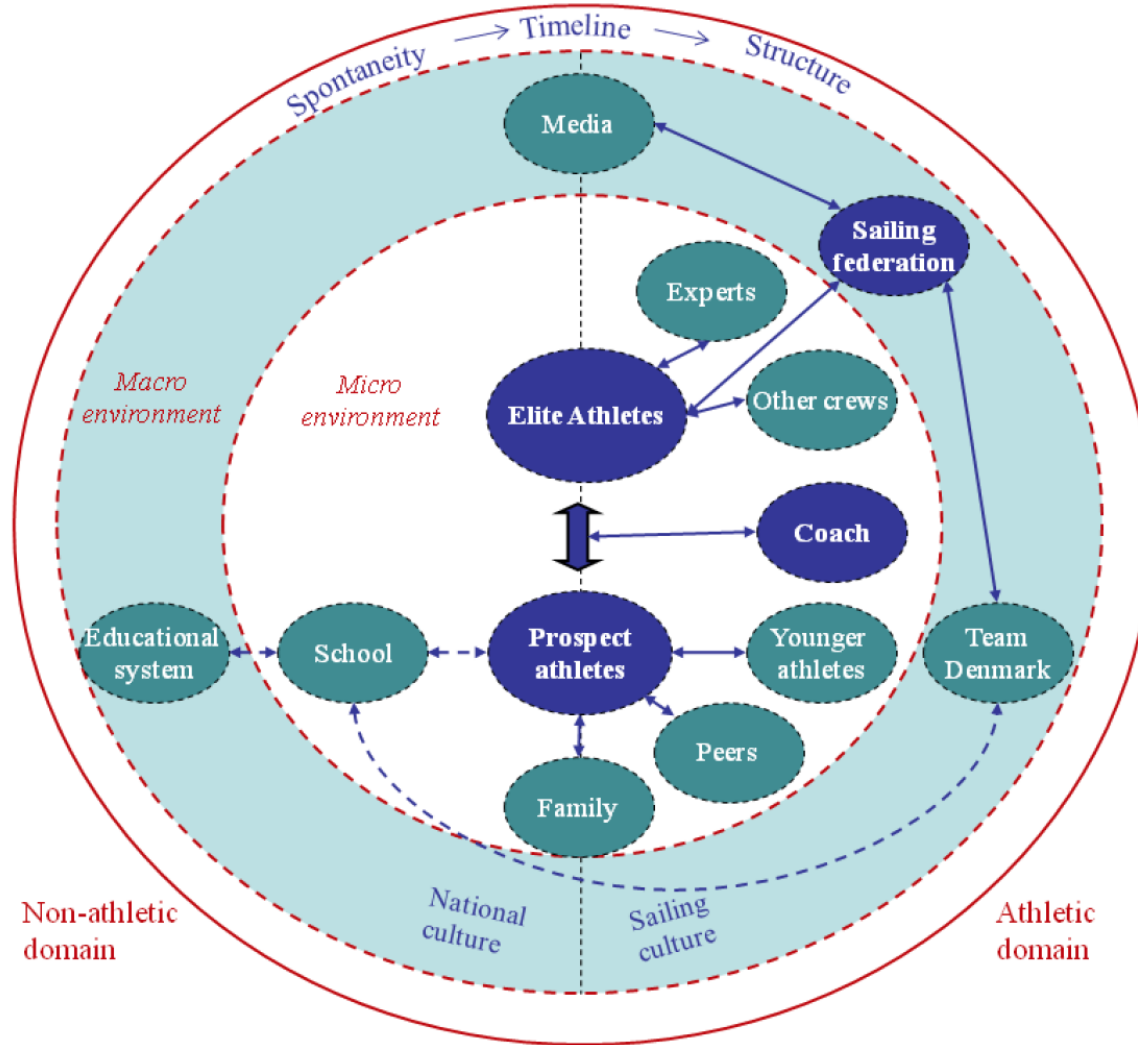 Spontaneity → Timeline → Structure
Media
Sailing
federation
Experts
Macro
environment
Micro
environment
Elite Athletes
Other crews
Coach
Educational
system
School
Prospect
athletes
Younger
athletes
Team
Denmark
Peers
Family
National
culture
Sailing
culture
Non-athletic
domain
Athletic
domain